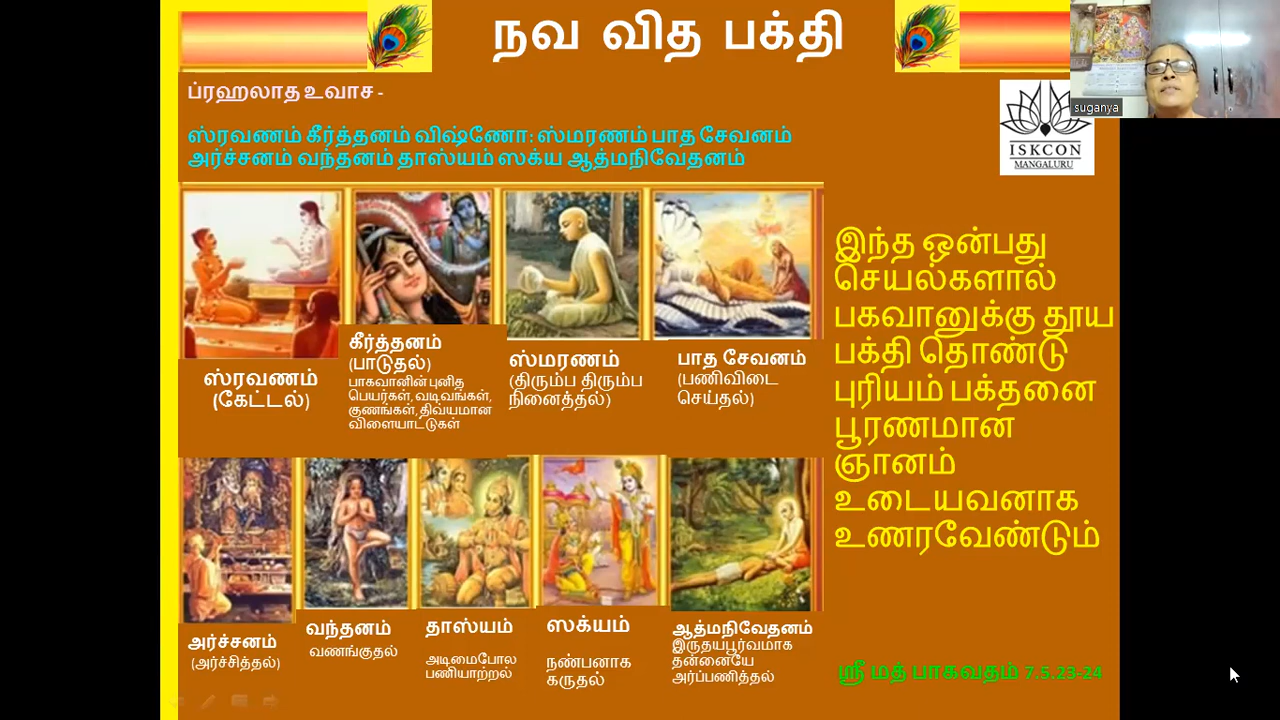 நவ வித பக்தி
ப்ரஹலாத உவாச -
ஸ்ரவணம் கீர்த்தனம் விஷ்ணோ: ஸ்மரணம் பாத சேவனம்
அர்ச்சனம் வந்தனம் தாஸ்யம் ஸக்ய ஆத்மநிவேதனம்
suganya
ISKCON
MANGALURU
ஸ்ரவணம்
(கேட்டல்)
கீர்த்தனம்
(பாடுதல்)
பாகவானின் புனித
பெயர்கள், வடிவங்கள்,
குணங்கள், திவ்யமான
விளையாட்டுகள்
ஸ்மரணம்
(திரும்ப திரும்ப
நினைத்தல்)
பாத சேவனம்
(பணிவிடை
செய்தல்)
அர்ச்சனம்
(அர்ச்சித்தல்)
வந்தனம்
வணங்குதல்
தாஸ்யம்
அடிமைபோல
பணியாற்றல்
ஸக்யம்
நண்பனாக
கருதல்
ஆத்மநிவேதனம்
இருதயபூர்வமாக
தன்னையே
அர்ப்பணித்தல்
இந்த ஒன்பது
செயல்களால்
பகவானுக்கு தூய
பக்தி தொண்டு
புரியம் பக்தனை
பூரணமான
ஞானம்
உடையவனாக
உணரவேண்டும்
ஸ்ரீ மத் பாகவதம் 7.5.23-24